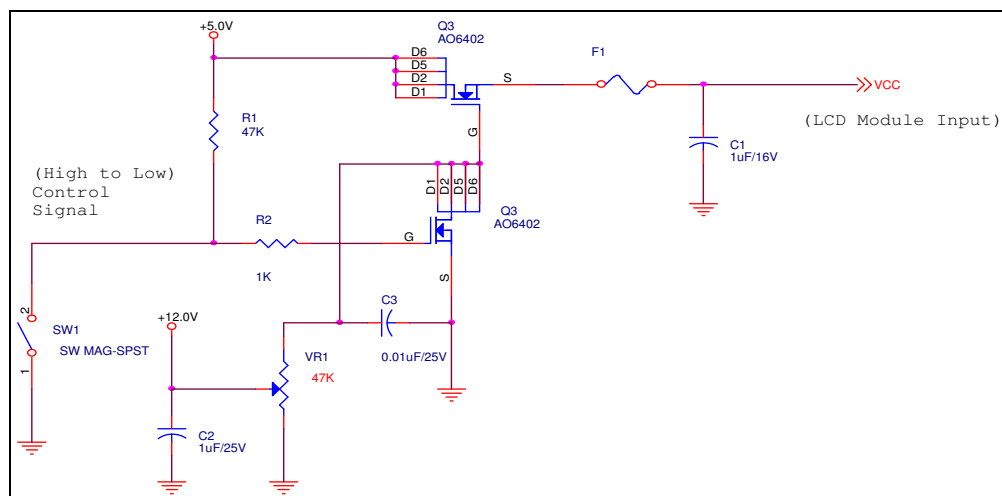 +5.0V
Q3
AO6402
F1
D6
D5
D2
D1
S
G
VCC
(LCD Module Input)
R1
47K
C1
1uF/16V
(High to Low)
Control
Signal
D1
D2
D5
D6
Q3
AO6402
R2
1K
G
S
2
1
SW1
SW MAG-SPST
+12.0V
C3
0.01uF/25V
VR1
47K
C2
1uF/25V